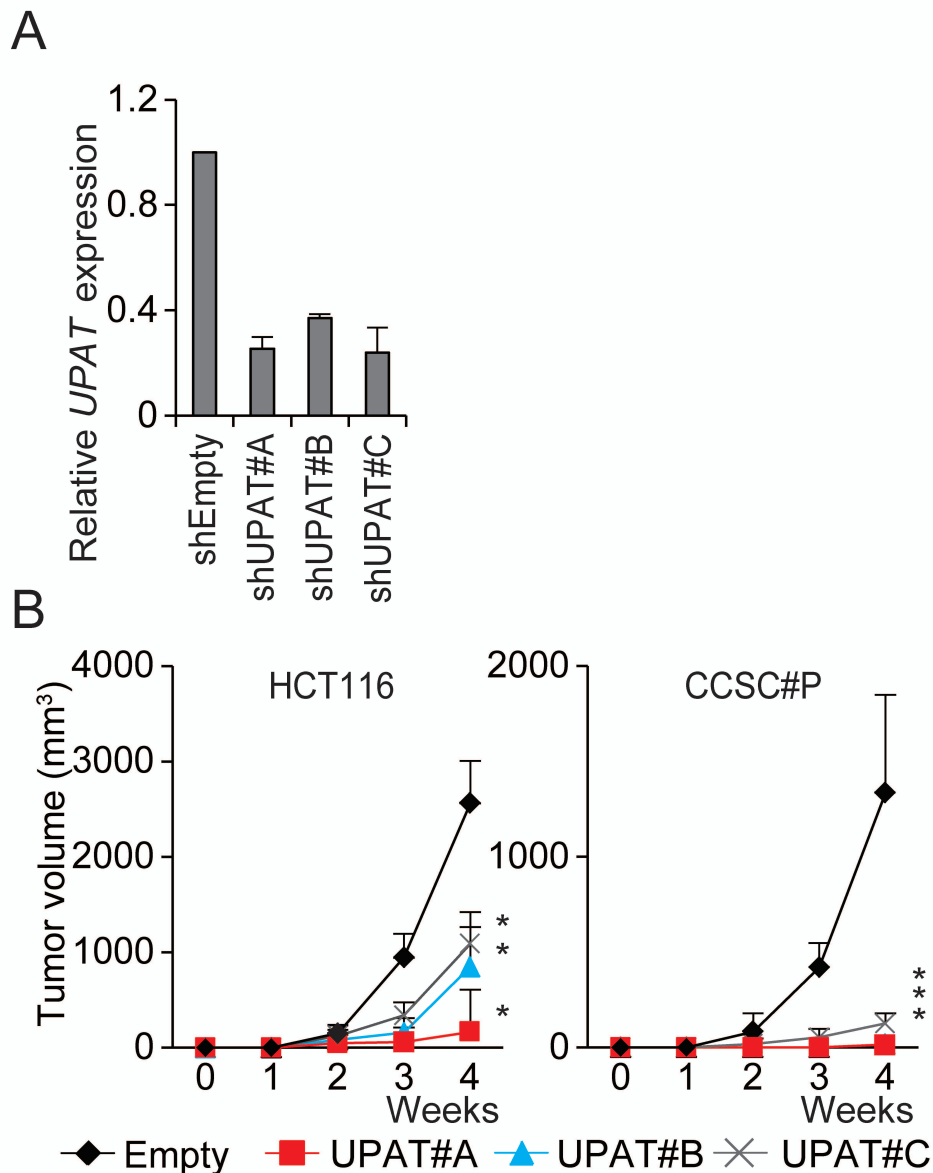 A
Relative UPAT expression
1.2
0.8
0.4
0
shEmpty
shUPAT#A
shUPAT#B
shUPAT#C
B
Tumor volume (mm³)
HCT116
4000
3000
2000
1000
0
*
*
*
0 1 2 3 4
Weeks
CCSC#P
2000
1000
0
*
*
*
0 1 2 3 4
Weeks
Empty UPAT#A UPAT#B UPAT#C